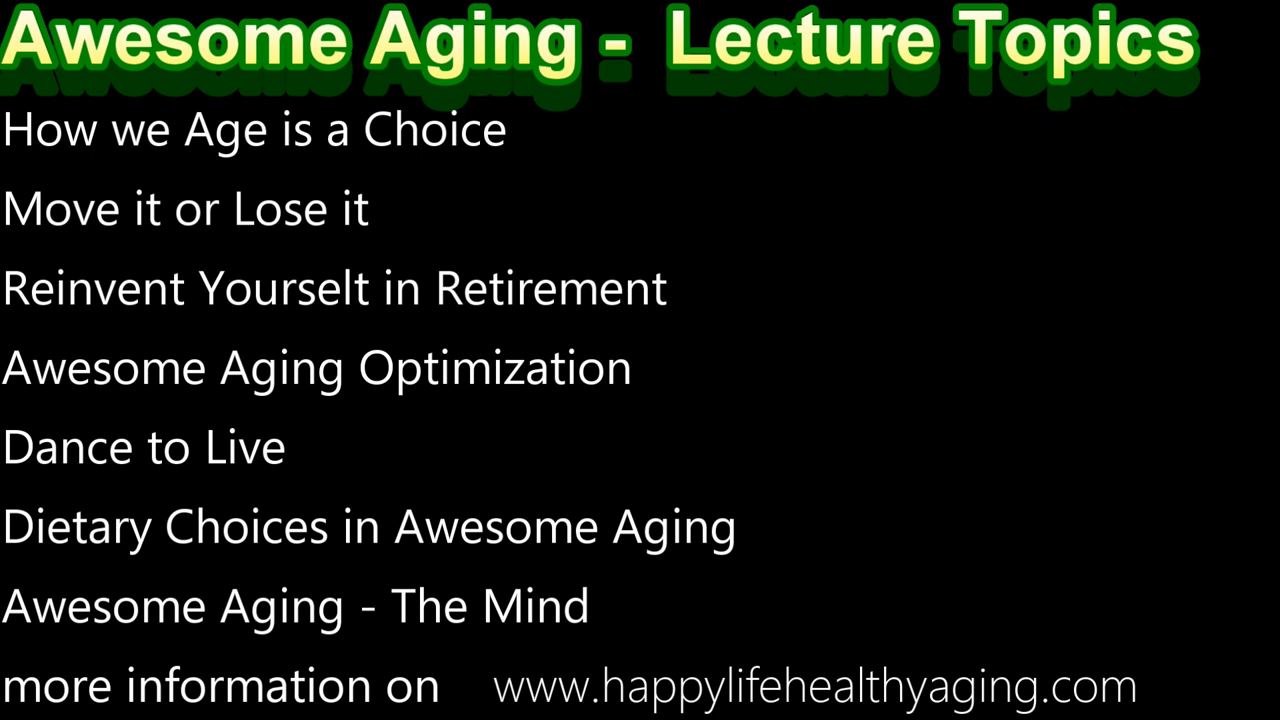 Awesome Aging - Lecture Topics
How we Age is a Choice
Move it or Lose it
Reinvent Yourselt in Retirement
Awesome Aging Optimization
Dance to Live
Dietary Choices in Awesome Aging
Awesome Aging - The Mind
more information on www.happylifehealthyaging.com